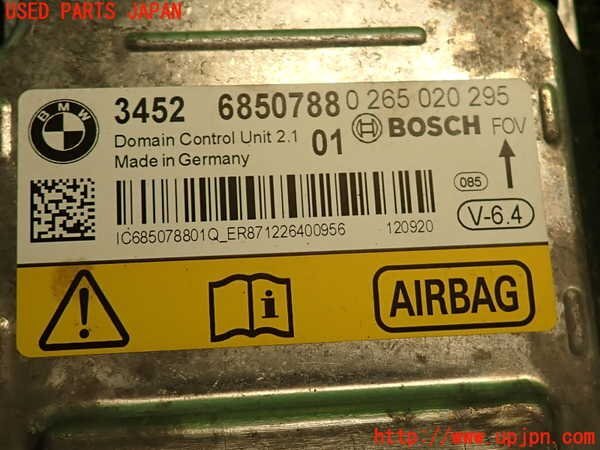 USED PARTS JAPAN
BMW
3452 6850788 0 265 020 295
Domain Control Unit 2.1 01 BOSCH FOV
Made in Germany
085
V-6.4
IC685078801Q_ER871226400956 120920
AIRBAG
http://www.upjpn.com/